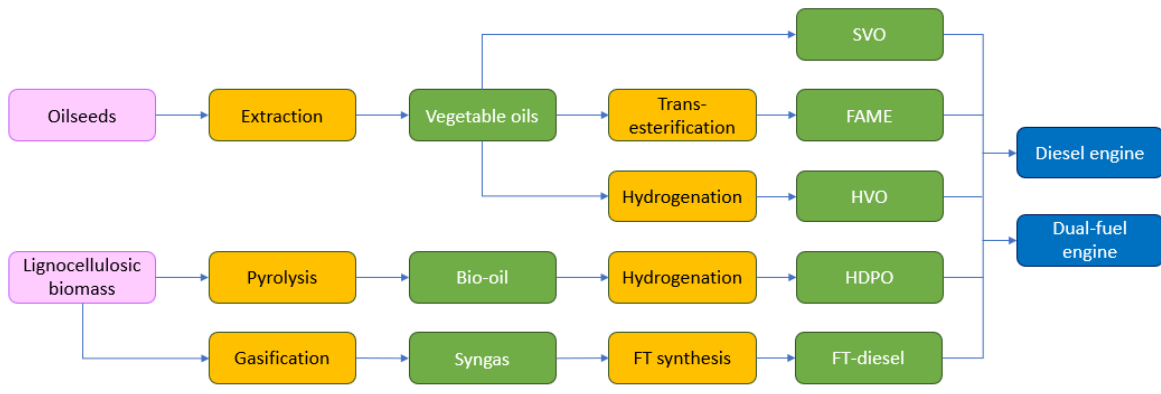 SVO
Oilseeds
Extraction
Vegetable oils
Trans-
esterification
FAME
Diesel engine
Hydrogenation
HVO
Dual-fuel
engine
Lignocellulosic
biomass
Pyrolysis
Bio-oil
Hydrogenation
HDPO
Gasification
Syngas
FT synthesis
FT-diesel